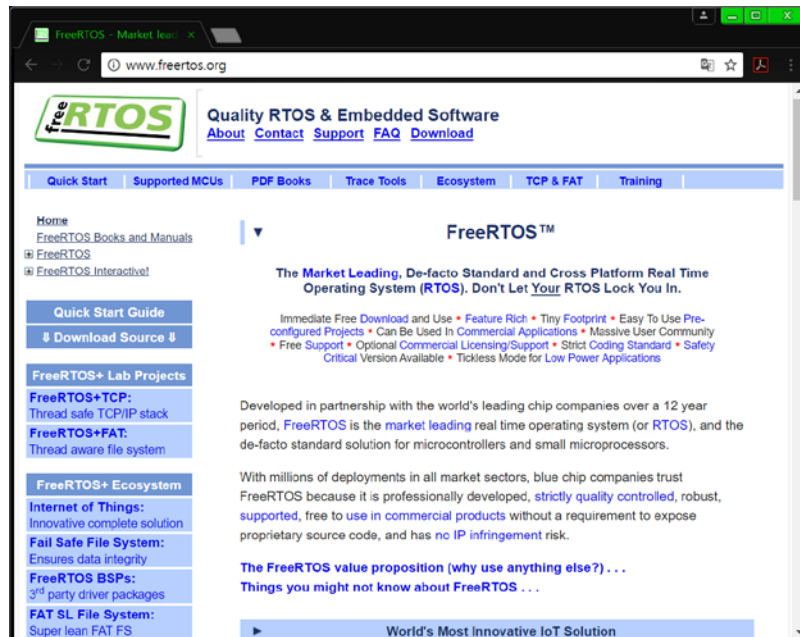 FreeRTOS - Market lead
www.freertos.org
free RTOS
Quality RTOS & Embedded Software
About Contact Support FAQ Download
Quick Start Supported MCUs PDF Books Trace Tools Ecosystem TCP & FAT Training
Home
FreeRTOS Books and Manuals
FreeRTOS
FreeRTOS Interactive!
Quick Start Guide
⇓ Download Source ⇓
FreeRTOS+ Lab Projects
FreeRTOS+TCP:
Thread safe TCP/IP stack
FreeRTOS+FAT:
Thread aware file system
FreeRTOS+ Ecosystem
Internet of Things:
Innovative complete solution
Fail Safe File System:
Ensures data integrity
FreeRTOS BSPs:
3rd party driver packages
FAT SL File System:
Super lean FAT FS
▼ FreeRTOS™
The Market Leading, De-facto Standard and Cross Platform Real Time
Operating System (RTOS). Don't Let Your RTOS Lock You In.
Immediate Free Download and Use * Feature Rich * Tiny Footprint * Easy To Use Pre-
configured Projects * Can Be Used In Commercial Applications * Massive User Community
* Free Support * Optional Commercial Licensing/Support * Strict Coding Standard * Safety
Critical Version Available * Tickless Mode for Low Power Applications
Developed in partnership with the world's leading chip companies over a 12 year
period, FreeRTOS is the market leading real time operating system (or RTOS), and the
de-facto standard solution for microcontrollers and small microprocessors.
With millions of deployments in all market sectors, blue chip companies trust
FreeRTOS because it is professionally developed, strictly quality controlled, robust,
supported, free to use in commercial products without a requirement to expose
proprietary source code, and has no IP infringement risk.
The FreeRTOS value proposition (why use anything else?) . . .
Things you might not know about FreeRTOS . . .
► World's Most Innovative IoT Solution